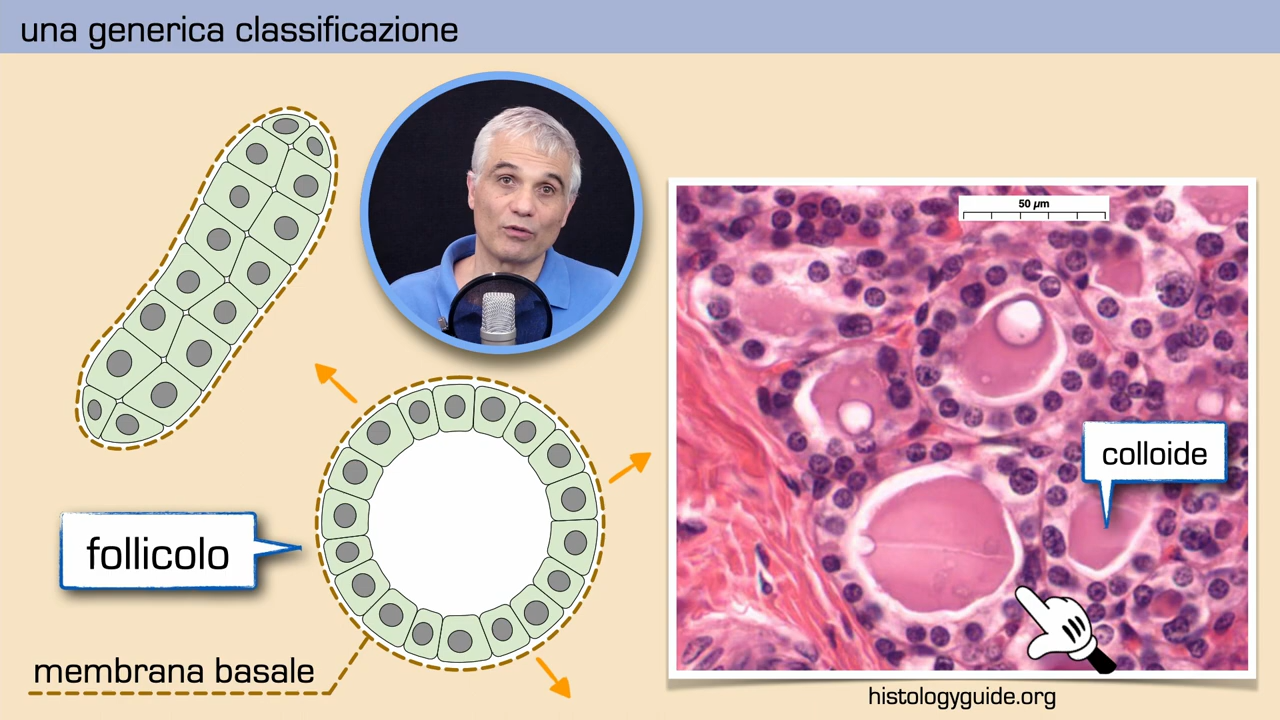 una generica classificazione
50 µm
colloide
follicolo
membrana basale
histologyguide.org